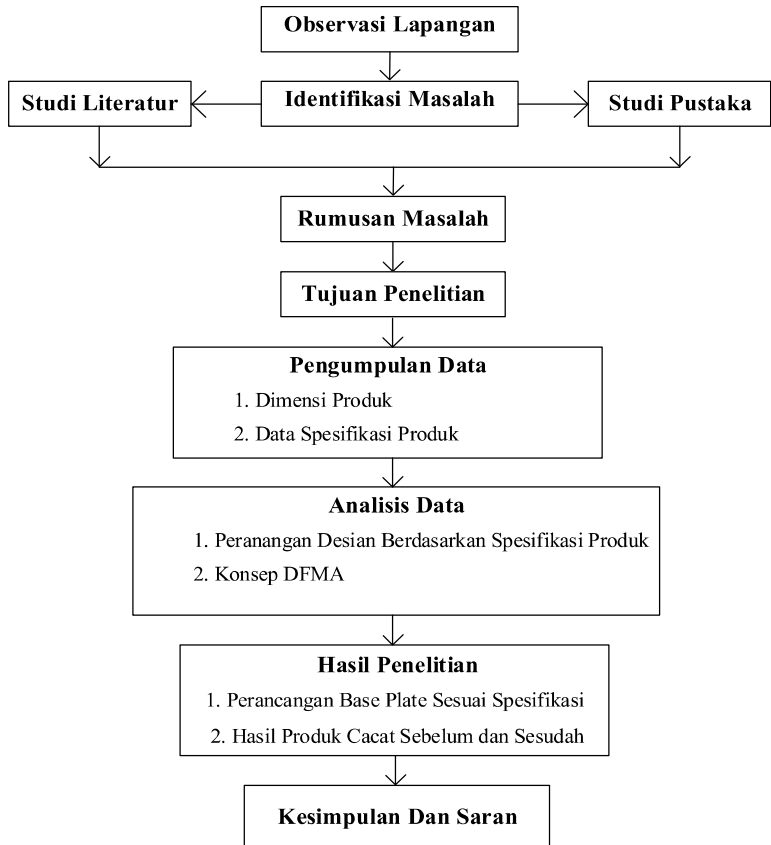 Observasi Lapangan
Studi Literatur
Identifikasi Masalah
Studi Pustaka
Rumusan Masalah
Tujuan Penelitian
Pengumpulan Data
1. Dimensi Produk
2. Data Spesifikasi Produk
Analisis Data
1. Peranangan Desian Berdasarkan Spesifikasi Produk
2. Konsep DFMA
Hasil Penelitian
1. Perancangan Base Plate Sesuai Spesifikasi
2. Hasil Produk Cacat Sebelum dan Sesudah
Kesimpulan Dan Saran